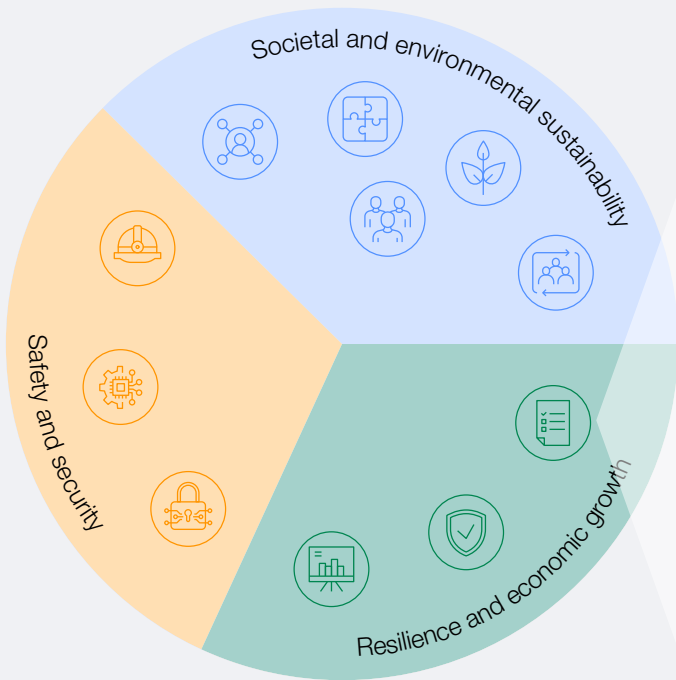 Societal and environmental sustainability
Safety and security
Resilience and economic growth